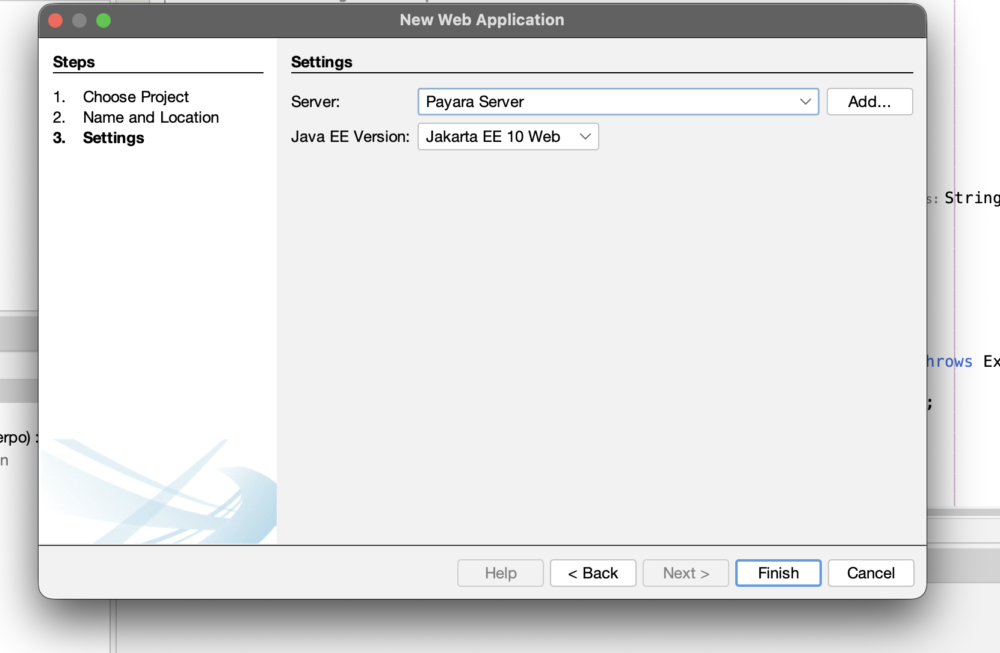 New Web Application
Steps
1. Choose Project
2. Name and Location
3. Settings
Settings
Server: Payara Server Add...
Java EE Version: Jakarta EE 10 Web
s: String
hrows Ex
;
erpo) :
n
Help < Back Next > Finish Cancel